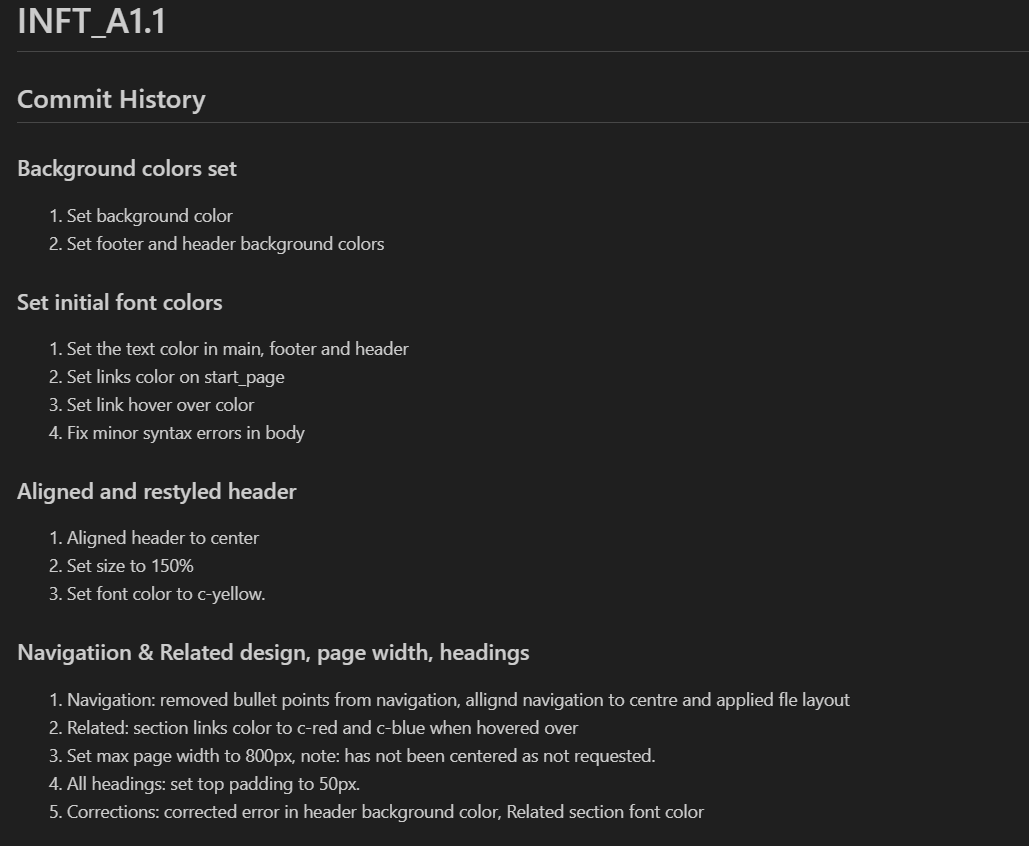 INFT_A1.1
Commit History
Background colors set
1. Set background color
2. Set footer and header background colors
Set initial font colors
1. Set the text color in main, footer and header
2. Set links color on start_page
3. Set link hover over color
4. Fix minor syntax errors in body
Aligned and restyled header
1. Aligned header to center
2. Set size to 150%
3. Set font color to c-yellow.
Navigatiion & Related design, page width, headings
1. Navigation: removed bullet points from navigation, allignd navigation to centre and applied fle layout
2. Related: section links color to c-red and c-blue when hovered over
3. Set max page width to 800px, note: has not been centered as not requested.
4. All headings: set top padding to 50px.
5. Corrections: corrected error in header background color, Related section font color